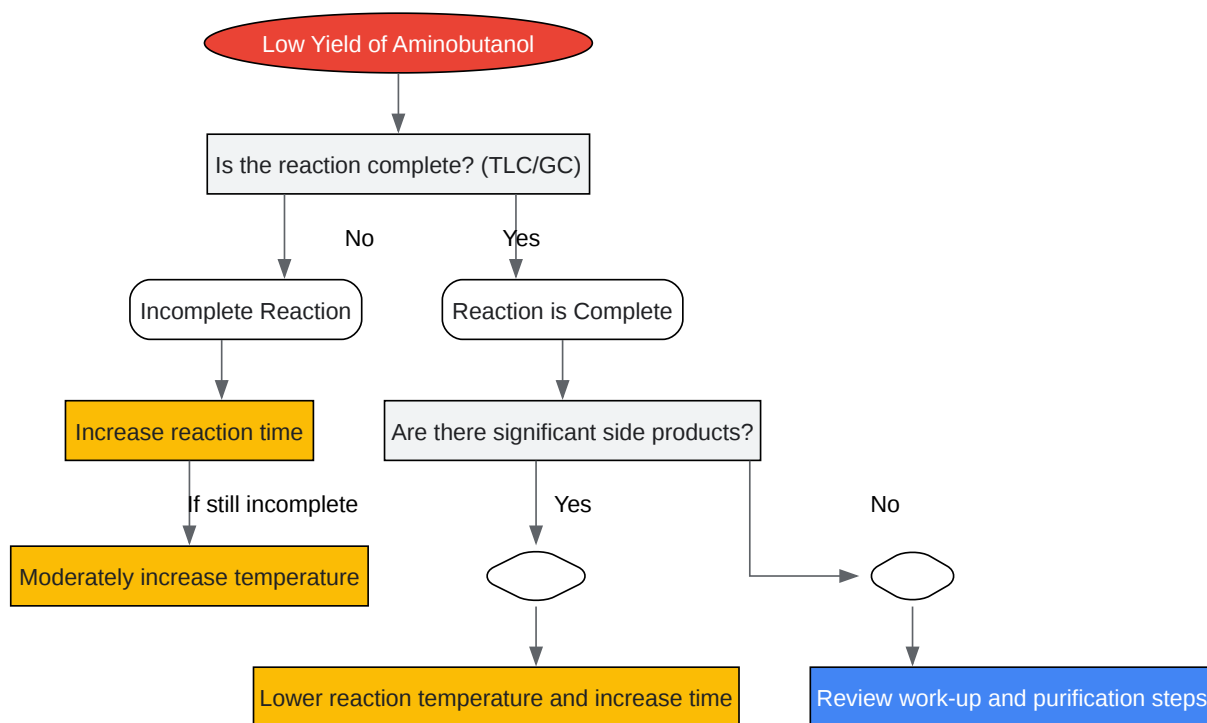 Low Yield of Aminobutanol
Is the reaction complete? (TLC/GC)
No
Yes
Incomplete Reaction
Reaction is Complete
Increase reaction time
Are there significant side products?
If still incomplete
Yes
No
Moderately increase temperature
Lower reaction temperature and increase time
Review work-up and purification steps